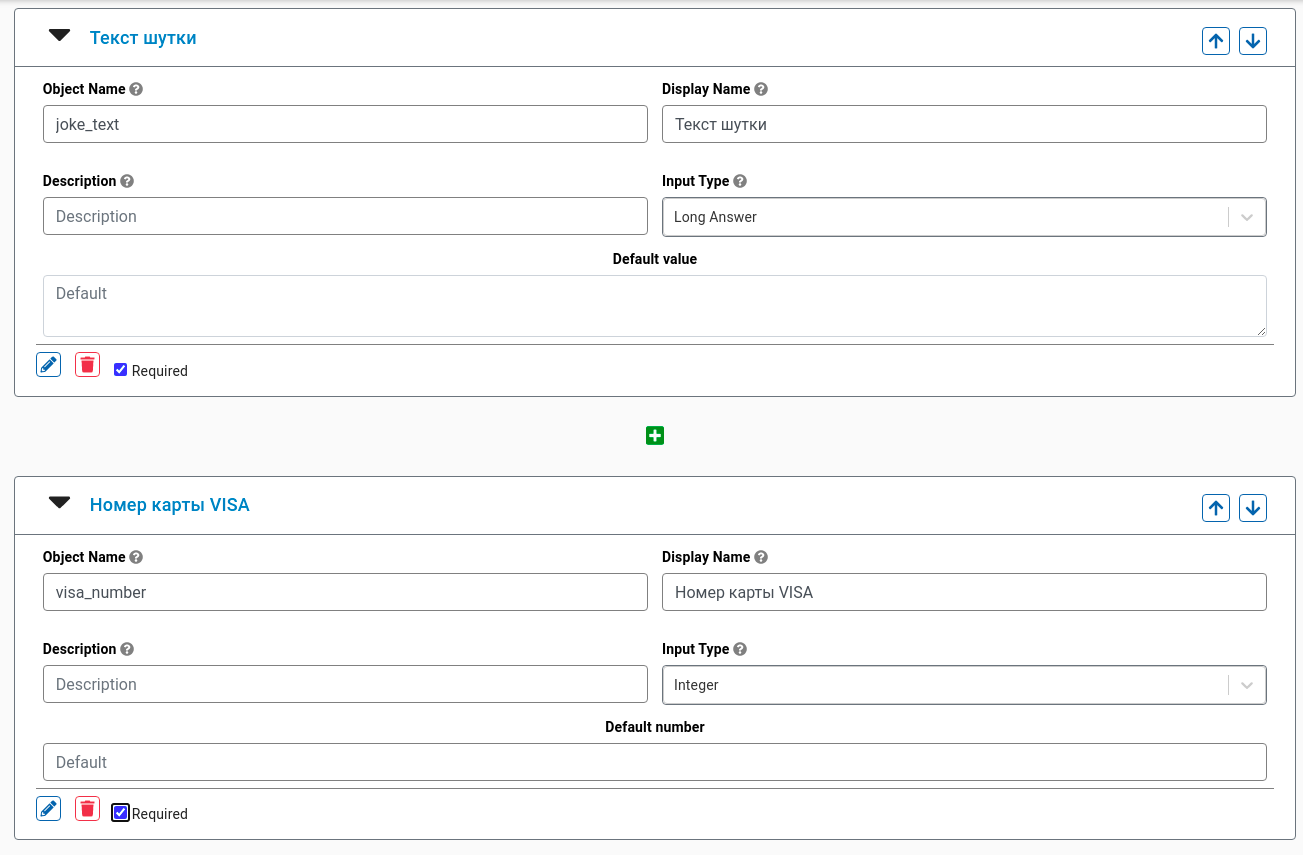 Текст шутки
Object Name
Display Name
joke_text
Текст шутки
Description
Input Type
Description
Long Answer
Default value
Default
Required
Номер карты VISA
Object Name
Display Name
visa_number
Номер карты VISA
Description
Input Type
Description
Integer
Default number
Default
Required